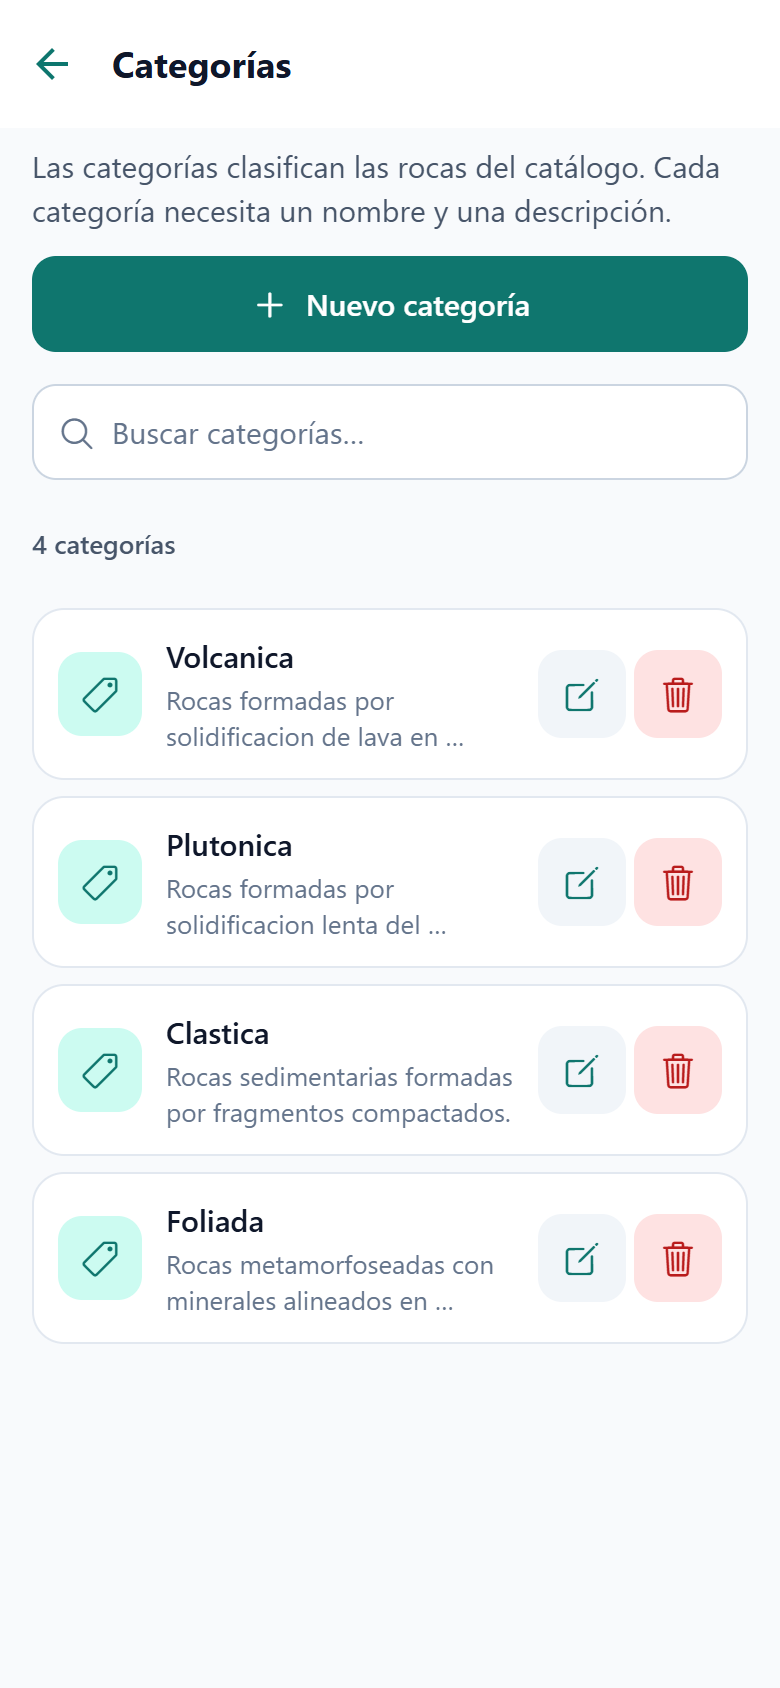 Categorías
Las categorías clasifican las rocas del catálogo. Cada
categoría necesita un nombre y una descripción.
Nuevo categoría
Buscar categorías...
4 categorías
Volcanica
Rocas formadas por
solidificacion de lava en ...
Plutonica
Rocas formadas por
solidificacion lenta del ...
Clastica
Rocas sedimentarias formadas
por fragmentos compactados.
Foliada
Rocas metamorfoseadas con
minerales alineados en ...